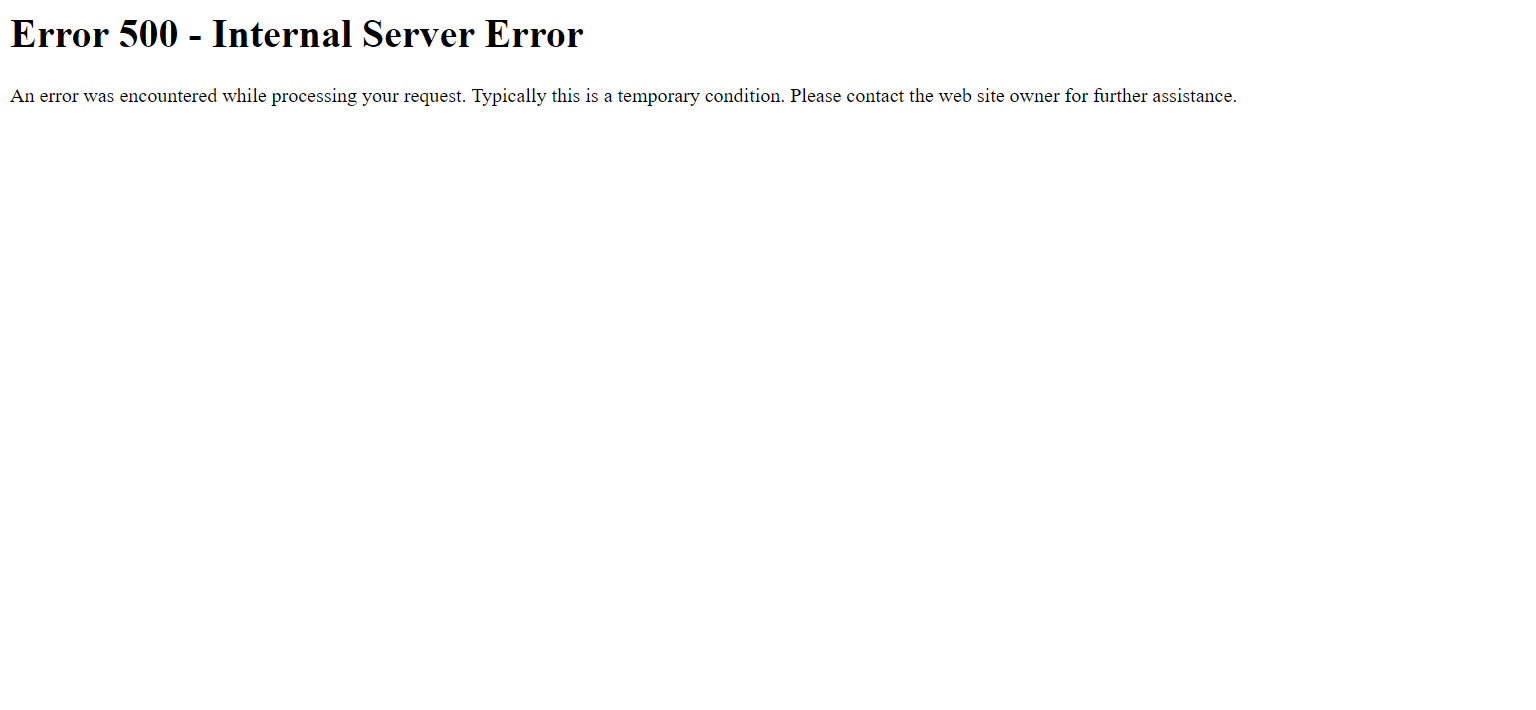 Error 500 - Internal Server Error
An error was encountered while processing your request. Typically this is a temporary condition. Please contact the web site owner for further assistance.